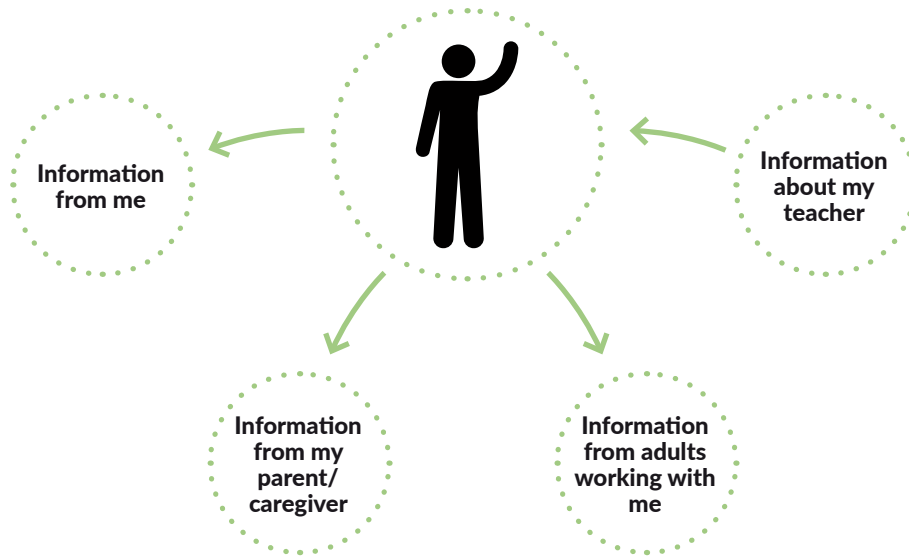 Information
from me
Information
about my
teacher
Information
from my
parent/
caregiver
Information
from adults
working with
me